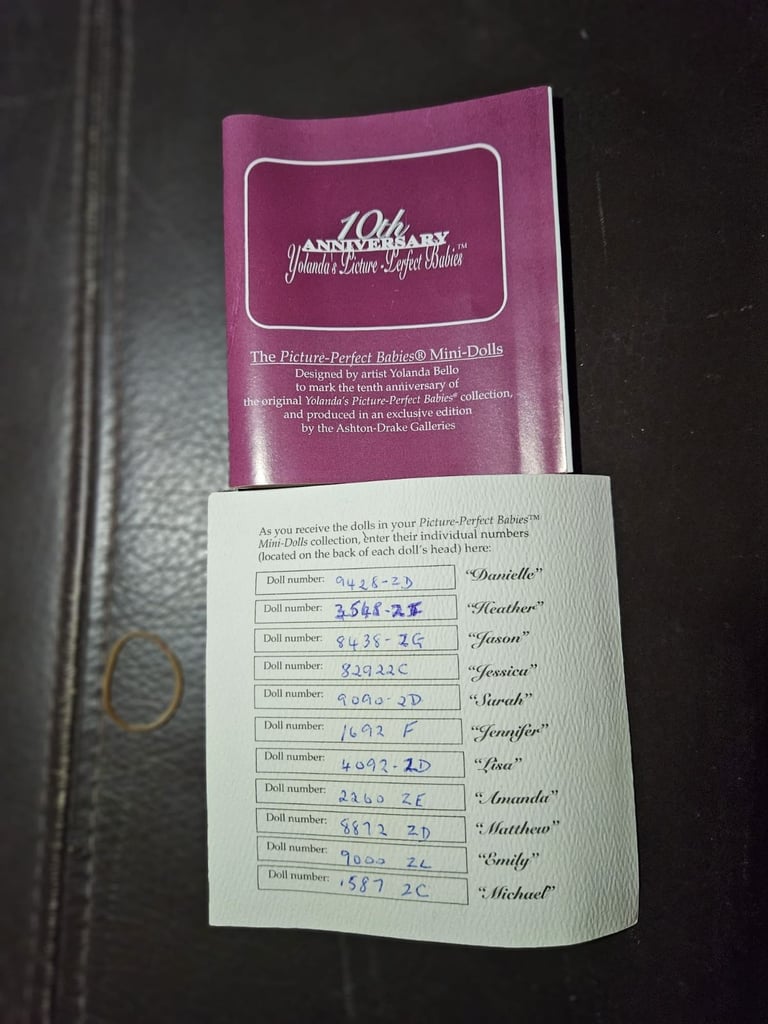 10th
ANNIVERSARY
Yolanda's Picture-Perfect Babies™
The Picture-Perfect Babies® Mini-Dolls
Designed by artist Yolanda Bello
to mark the tenth anniversary of
the original Yolanda's Picture-Perfect Babies® collection,
and produced in an exclusive edition
by the Ashton-Drake Galleries
As you receive the dolls in your Picture-Perfect Babies™
Mini-Dolls collection, enter their individual numbers
(located on the back of each doll's head) here:
Doll number: 9428-2D "Danielle"
Doll number: "Heather"
Doll number: 8438-2G "Jason"
Doll number: 82922C "Jessica"
Doll number: 9090-2D "Sarah"
Doll number: 1692 F "Jennifer"
Doll number: 4092-2D "Lisa"
Doll number: 2260 2E "Amanda"
Doll number: 8872 2D "Matthew"
Doll number: 9000 "Emily"
Doll number: 587 2C "Michael"